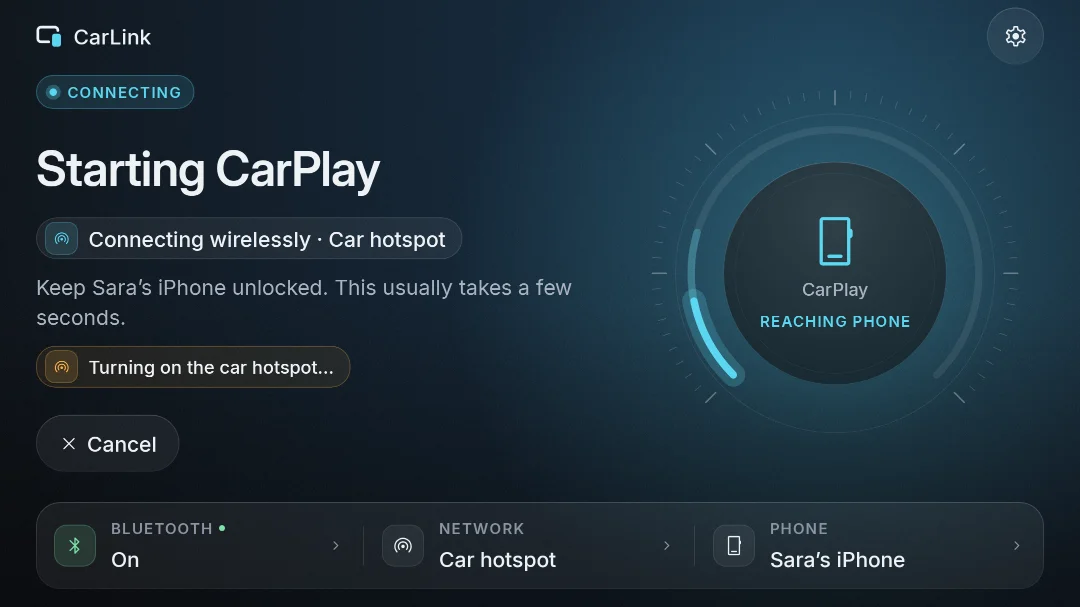 CarLink
CONNECTING
Starting CarPlay
Connecting wirelessly · Car hotspot
Keep Sara’s iPhone unlocked. This usually takes a few
seconds.
Turning on the car hotspot…
Cancel
CarPlay
REACHING PHONE
BLUETOOTH
On
NETWORK
Car hotspot
PHONE
Sara’s iPhone